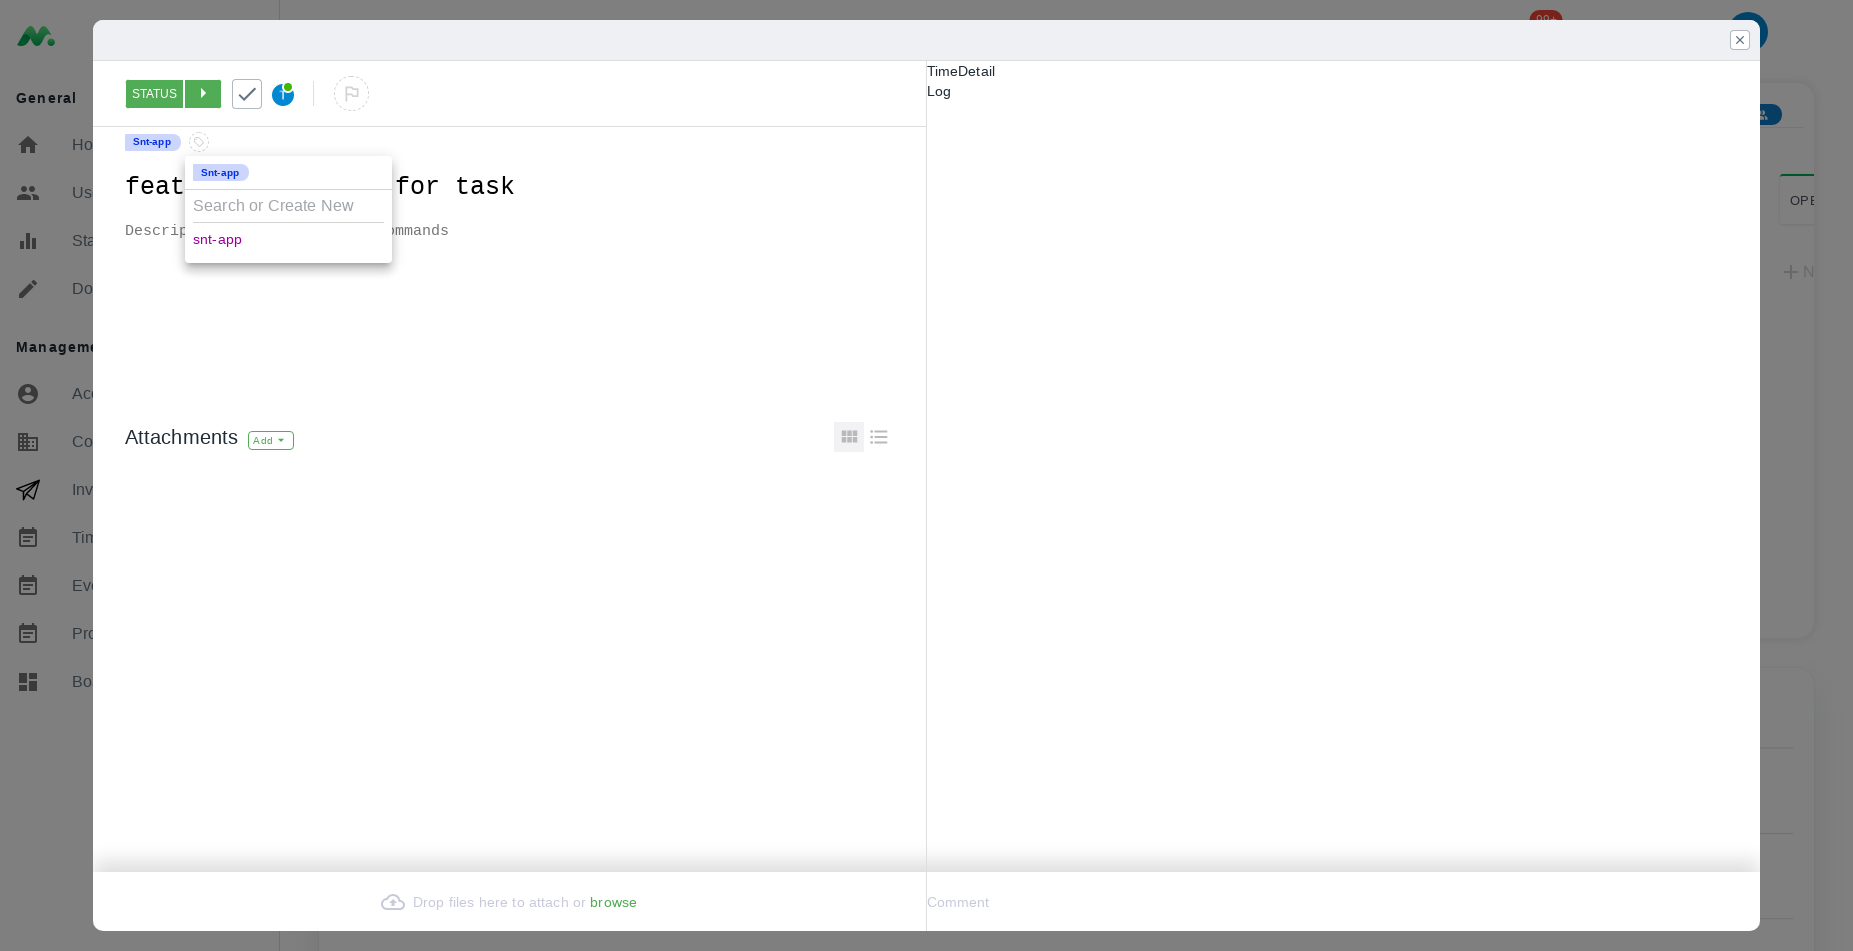 99+
General
Ho
Us
Sta
Do
Manageme
Acc
Co
Inv
Tim
Eve
Pro
Bo
STATUS
T
Snt-app
Snt-app
feat for task
Search or Create New
Descrip ommands
snt-app
Attachments
Add
Drop files here to attach or browse
TimeDetail
Log
Comment
OPE
N